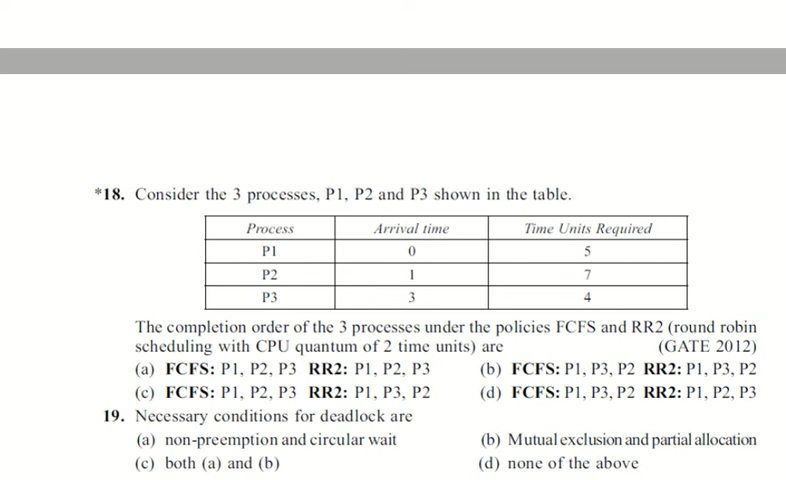 *18. Consider the 3 processes, P1, P2 and P3 shown in the table.
Process Arrival time Time Units Required
P1 0 5
P2 1 7
P3 3 4
The completion order of the 3 processes under the policies FCFS and RR2 (round robin
scheduling with CPU quantum of 2 time units) are (GATE 2012)
(a) FCFS: P1, P2, P3 RR2: P1, P2, P3 (b) FCFS: P1, P3, P2 RR2: P1, P3, P2
(c) FCFS: P1, P2, P3 RR2: P1, P3, P2 (d) FCFS: P1, P3, P2 RR2: P1, P2, P3
19. Necessary conditions for deadlock are
(a) non-preemption and circular wait (b) Mutual exclusion and partial allocation
(c) both (a) and (b) (d) none of the above